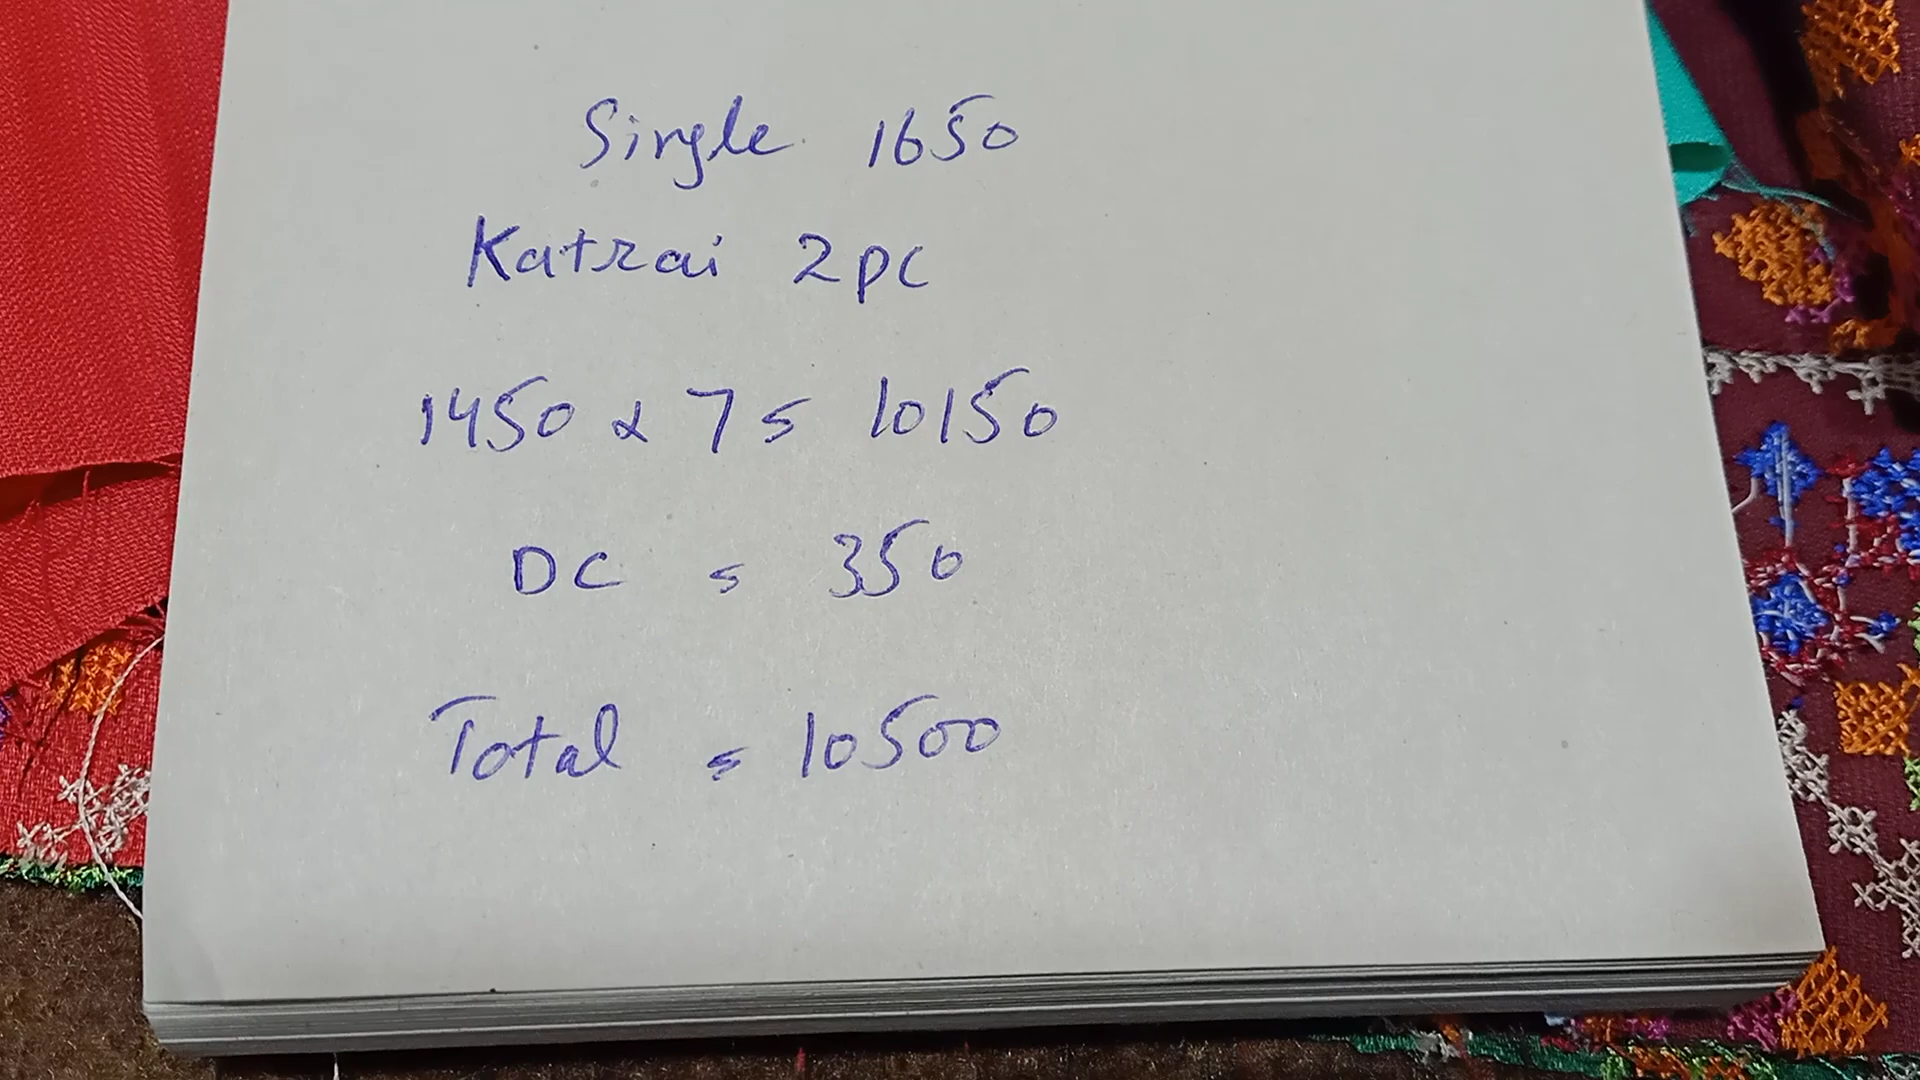 Single 1650
Katrai 2pc
1450 x 7 = 10150
DC = 350
Total = 10500